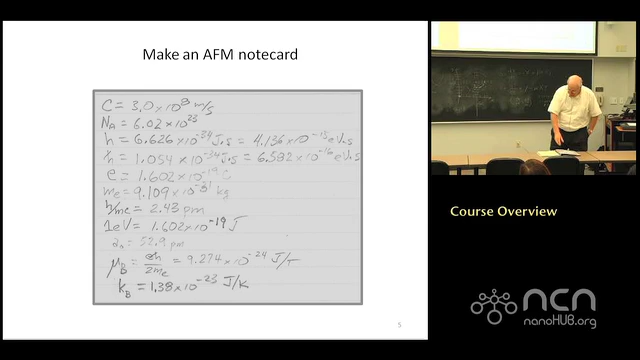 Make an AFM notecard
C = 3.0 × 10⁸ m/s
NA = 6.02 × 10²³
h = 6.626 × 10⁻³⁴ J·s = 4.136 × 10⁻¹⁵ eV·s
ħ = 1.054 × 10⁻³⁴ J·s = 6.582 × 10⁻¹⁶ eV·s
e = 1.602 × 10⁻¹⁹ C
me = 9.109 × 10⁻³¹ kg
h/mc = 2.43 pm
1eV = 1.602 × 10⁻¹⁹ J
a₀ = 52.9 pm
μB = eħ/2me = 9.274 × 10⁻²⁴ J/T
kB = 1.38 × 10⁻²³ J/K
5
Course Overview
ncn
nanoHUB.org